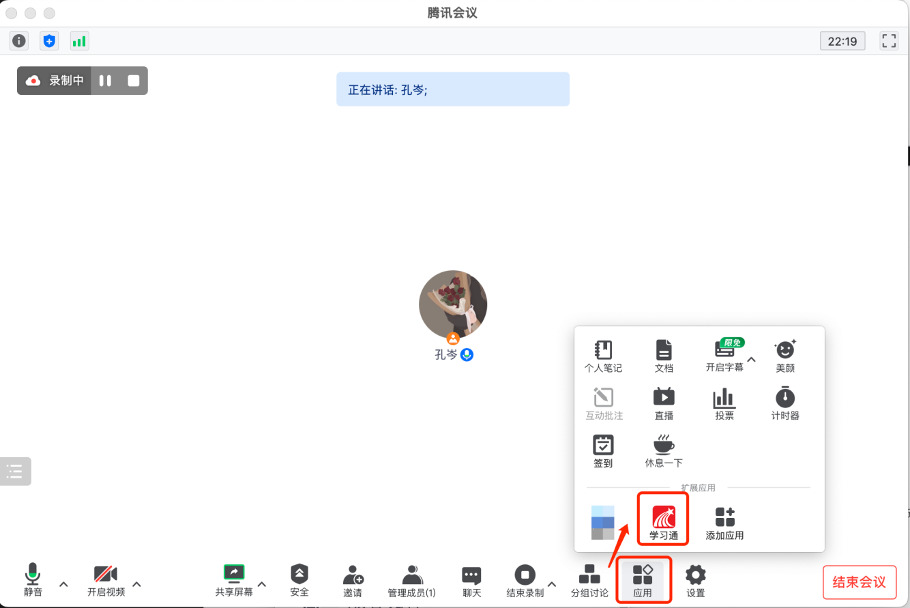 腾讯会议
22:19
录制中
正在讲话: 孔岑;
孔岑
限免
个人笔记 文档 开启字幕 美颜
互动批注 直播 投票 计时器
签到 休息一下
扩展应用
学习通 添加应用
静音 开启视频 共享屏幕 安全 邀请 管理成员(1) 聊天 结束录制 分组讨论 应用 设置
结束会议